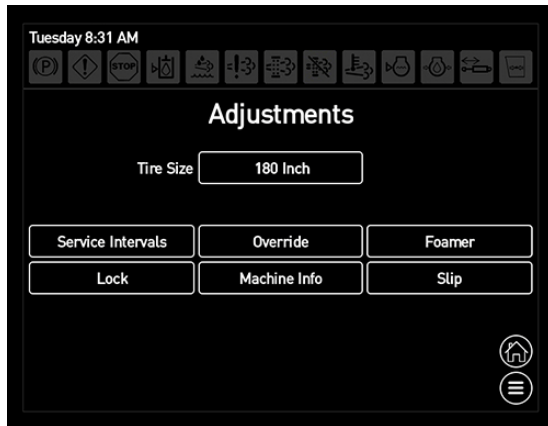 Tuesday 8:31 AM
(P) STOP
Adjustments
Tire Size 180 Inch
Service Intervals Override Foamer
Lock Machine Info Slip